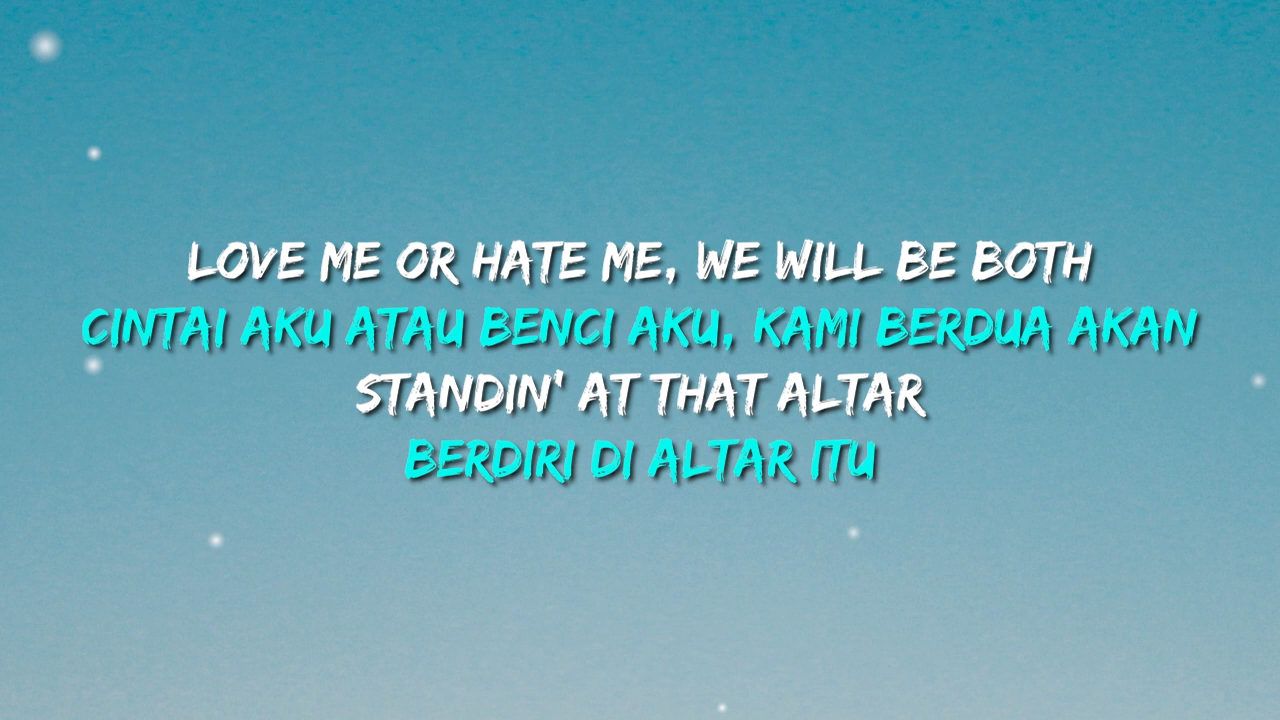 LOVE ME OR HATE ME, WE WILL BE BOTH
CINTAI AKU ATAU BENCI AKU, KAMI BERDUA AKAN
STANDIN' AT THAT ALTAR
BERDIRI DI ALTAR ITU